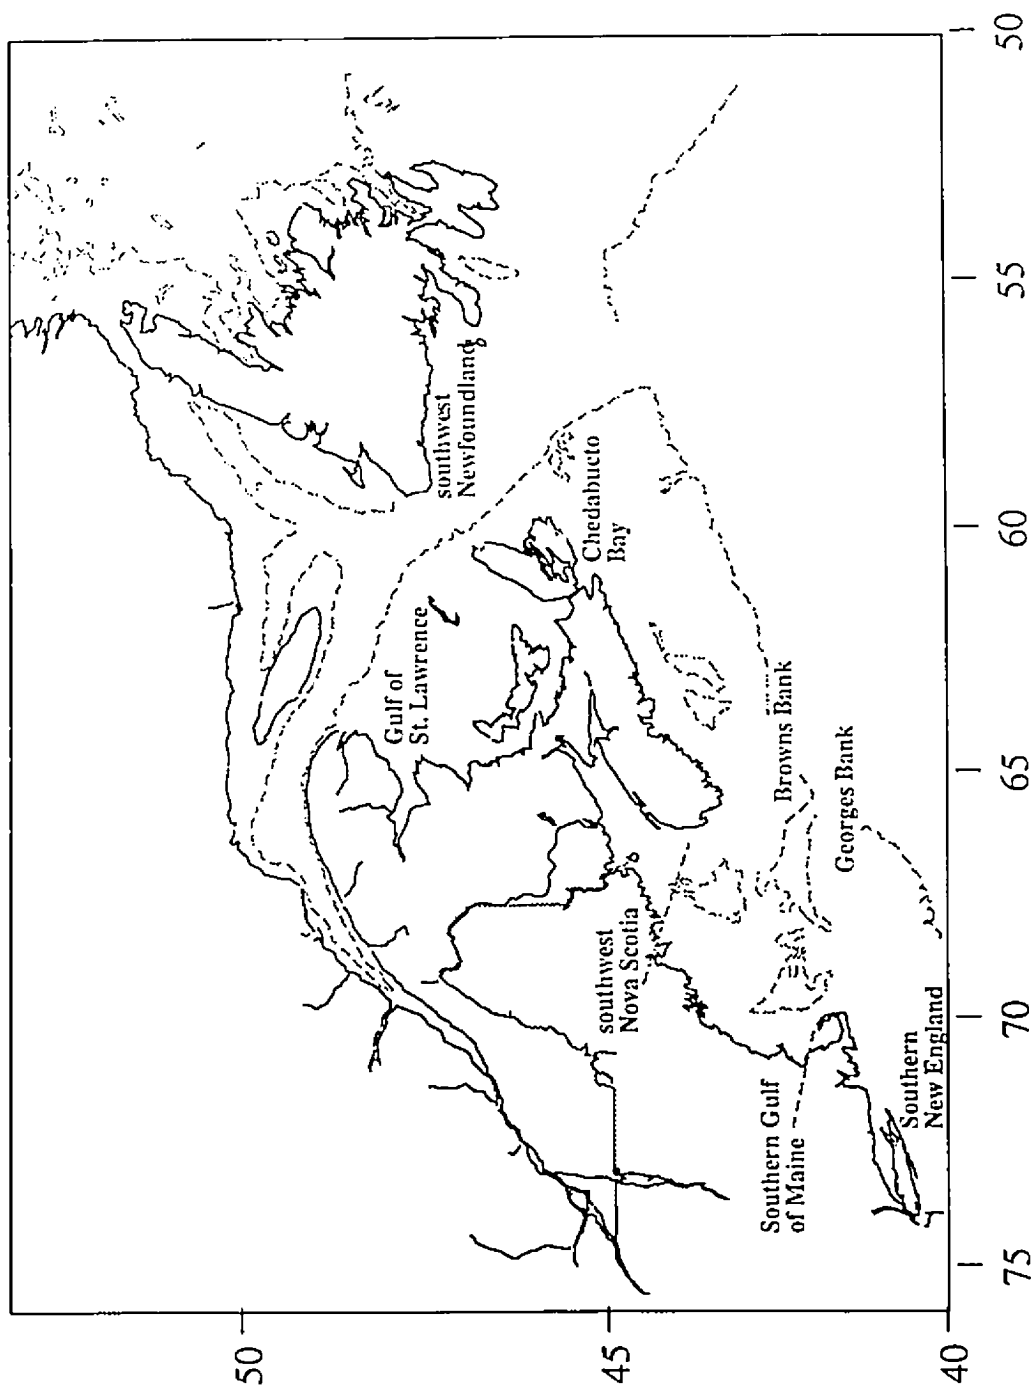 50
45
40
75
70
65
60
55
50
southwest
Newfoundland
Gulf of
St. Lawrence
Chedabucto
Bay
southwest
Nova Scotia
Browns Bank
Georges Bank
Southern Gulf
of Maine
Southern
New England